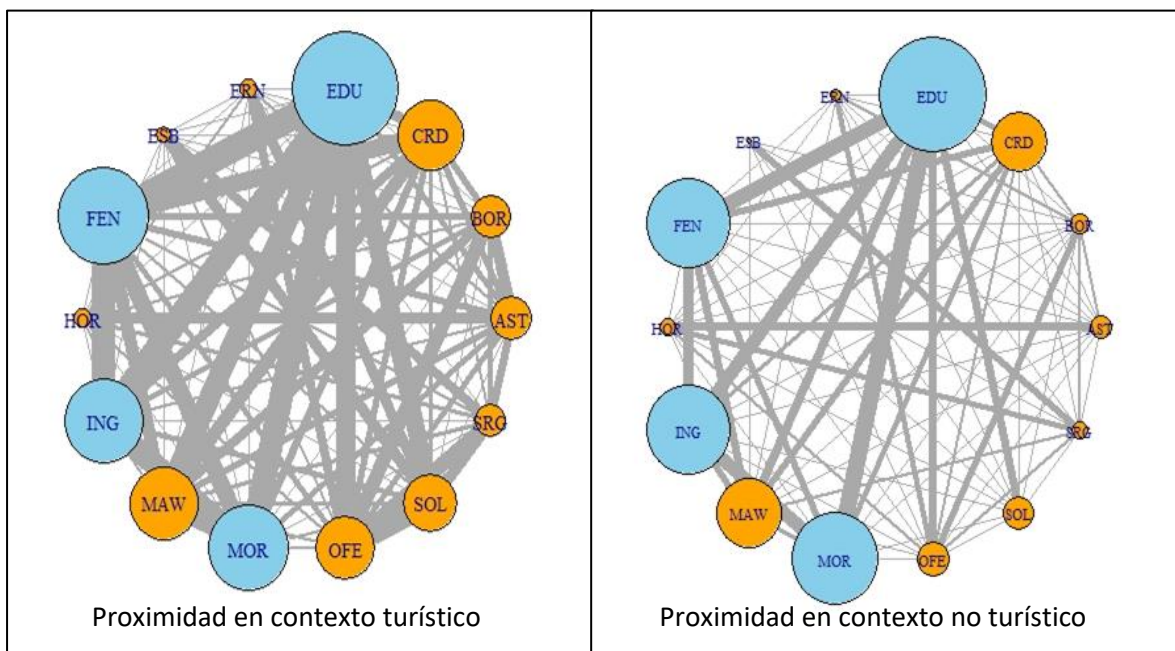 EDU
ERN
CRD
ESB
FEN
BOR
HOR
AST
ING
SRG
MAW
SOL
MOR
OFE
Proximidad en contexto turístico
EDU
ERN
CRD
ESB
FEN
BOR
HOR
AST
ING
SRG
MAW
SOL
MOR
OFE
Proximidad en contexto no turístico